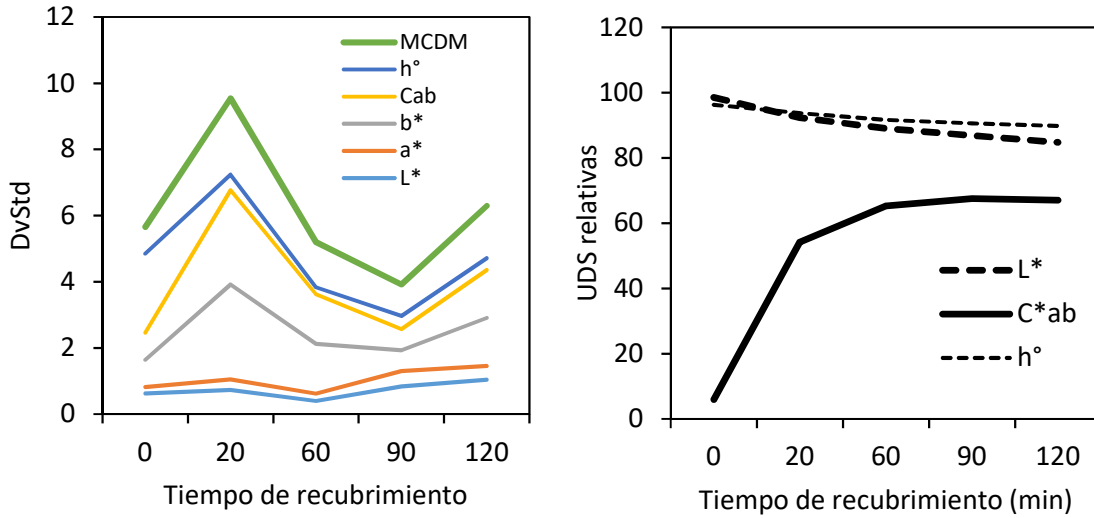 12
10
8
6
4
2
0
DvStd
MCDM
h°
Cab
b*
a*
L*
0 20 60 90 120
Tiempo de recubrimiento
120
100
80
60
40
20
0
UDS relativas
L*
C*ab
h°
0 20 60 90 120
Tiempo de recubrimiento (min)